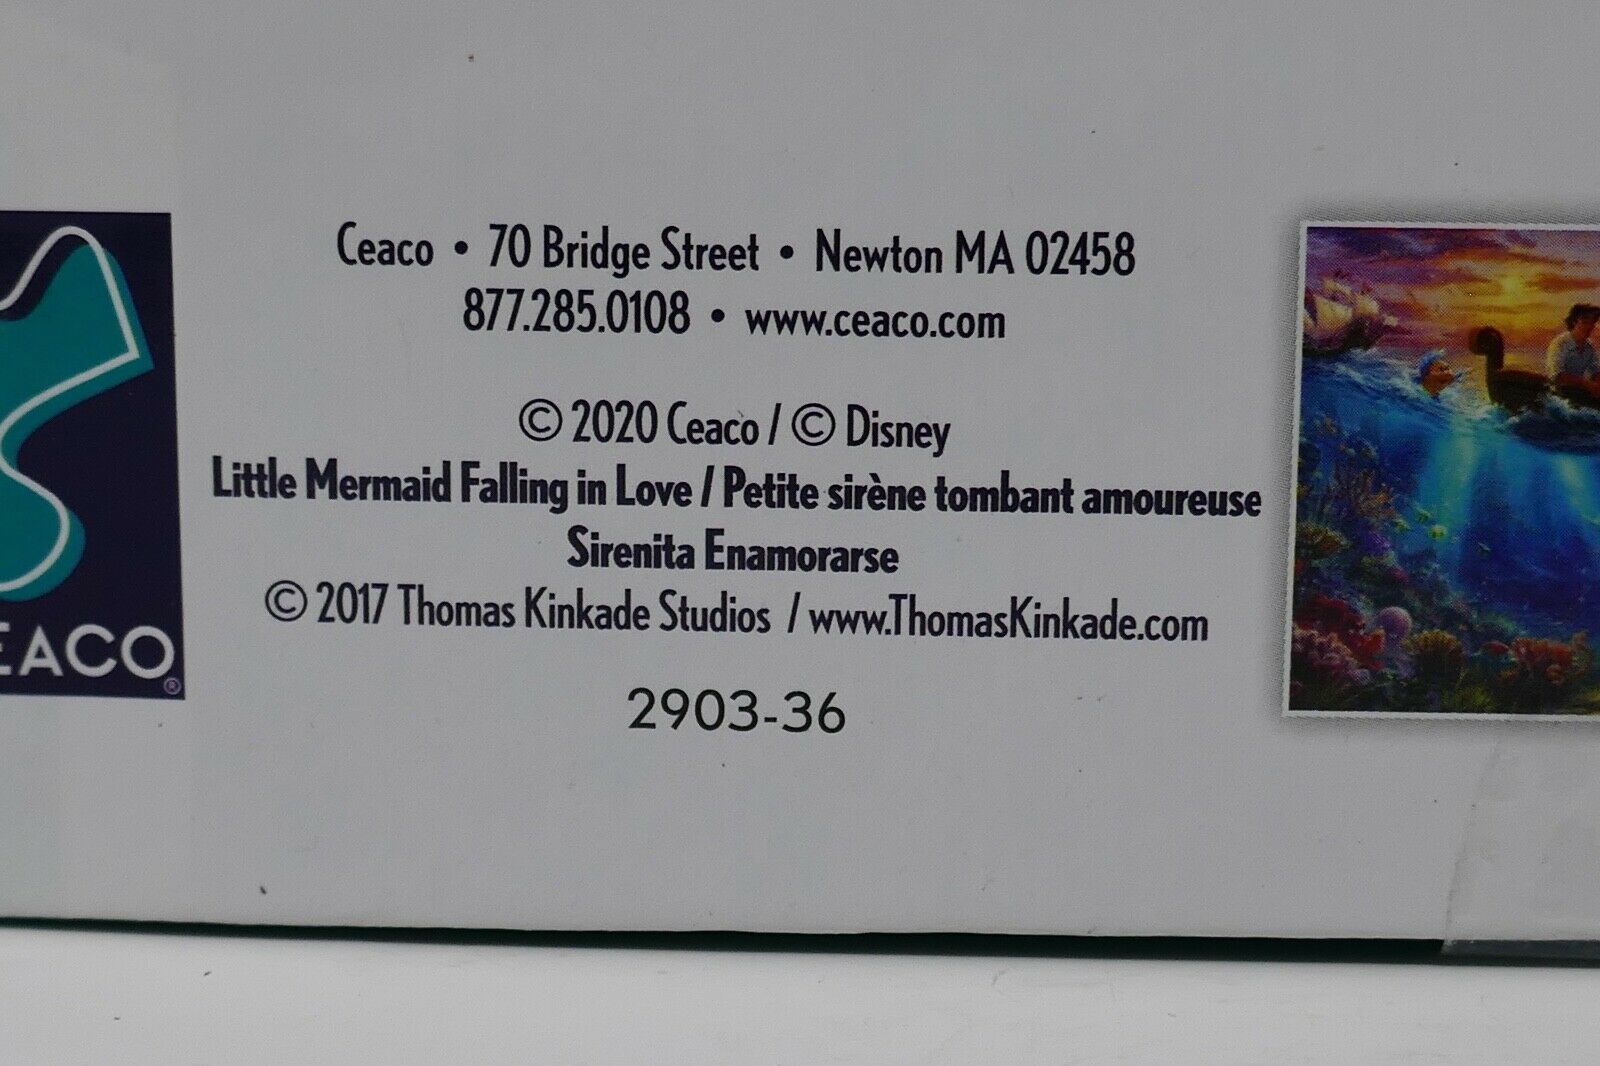 Ceaco • 70 Bridge Street • Newton MA 02458
877.285.0108 • www.ceaco.com
© 2020 Ceaco / © Disney
Little Mermaid Falling in Love / Petite sirène tombant amoureuse
Sirenita Enamorarse
© 2017 Thomas Kinkade Studios / www.ThomasKinkade.com
2903-36
EACO®